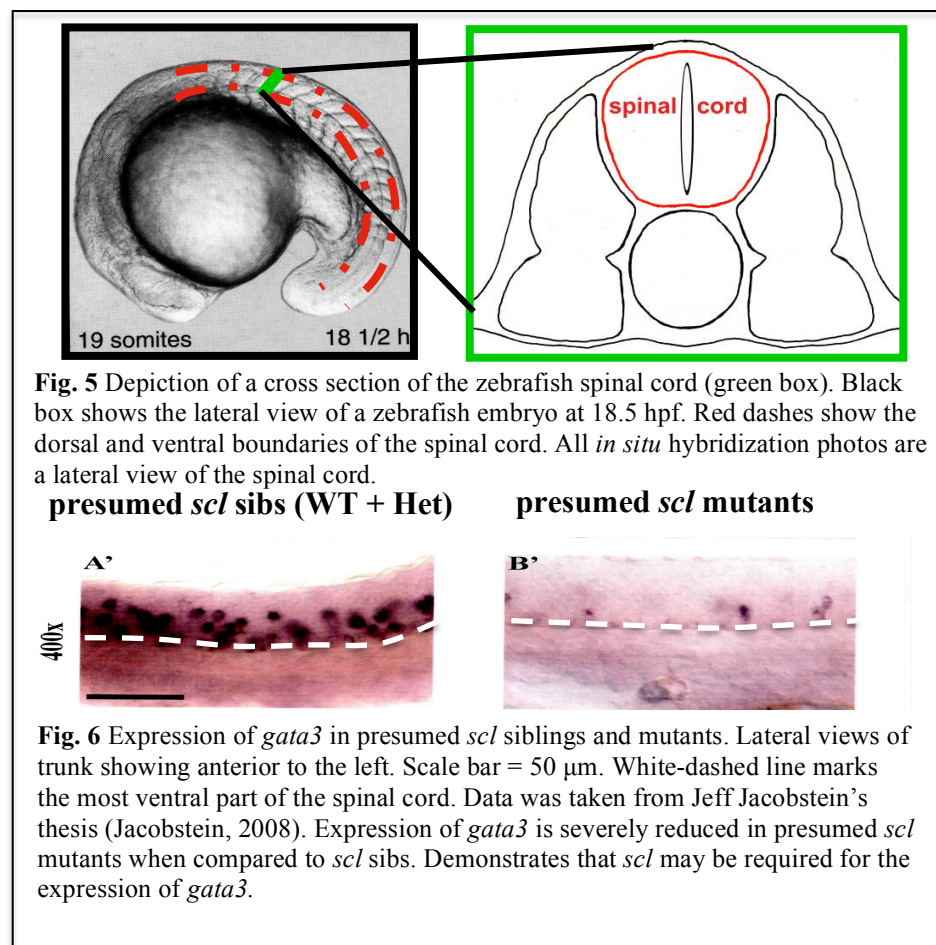 spinal cord
19 somites 18 1/2 h
Fig. 5 Depiction of a cross section of the zebrafish spinal cord (green box). Black
box shows the lateral view of a zebrafish embryo at 18.5 hpf. Red dashes show the
dorsal and ventral boundaries of the spinal cord. All in situ hybridization photos are
a lateral view of the spinal cord.
presumed scl sibs (WT + Het) presumed scl mutants
A’ B’
400x
Fig. 6 Expression of gata3 in presumed scl siblings and mutants. Lateral views of
trunk showing anterior to the left. Scale bar = 50 μm. White-dashed line marks
the most ventral part of the spinal cord. Data was taken from Jeff Jacobstein’s
thesis (Jacobstein, 2008). Expression of gata3 is severely reduced in presumed scl
mutants when compared to scl sibs. Demonstrates that scl may be required for the
expression of gata3.